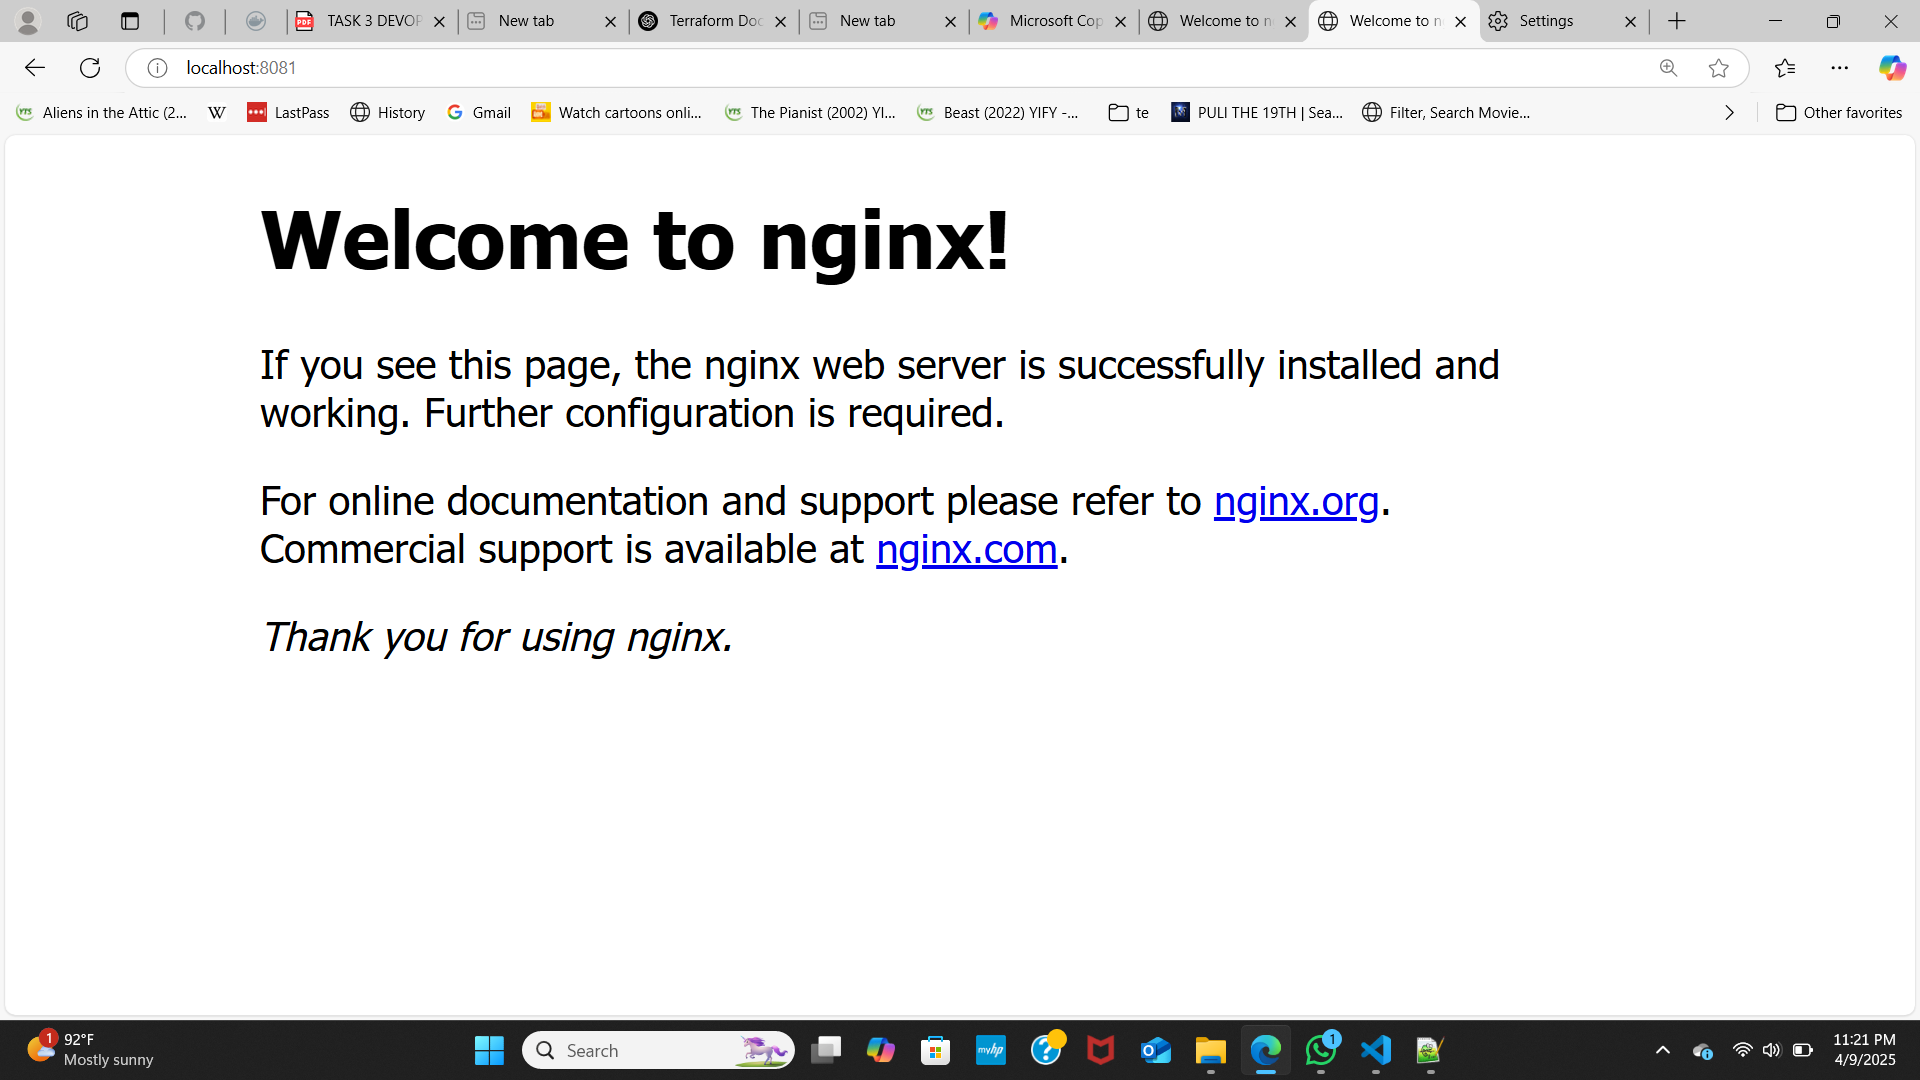 TASK 3 DEVOP
New tab
Terraform Doc
New tab
Microsoft Cop
Welcome to n
Welcome to n
Settings
localhost:8081
Aliens in the Attic (2...
W
LastPass
History
Gmail
Watch cartoons onli...
The Pianist (2002) YI...
Beast (2022) YIFY -...
te
PULI THE 19TH | Sea...
Filter, Search Movie...
Other favorites
Welcome to nginx!
If you see this page, the nginx web server is successfully installed and
working. Further configuration is required.
For online documentation and support please refer to nginx.org.
Commercial support is available at nginx.com.
Thank you for using nginx.
1
92°F
Mostly sunny
Search
myhp
1
11:21 PM
4/9/2025